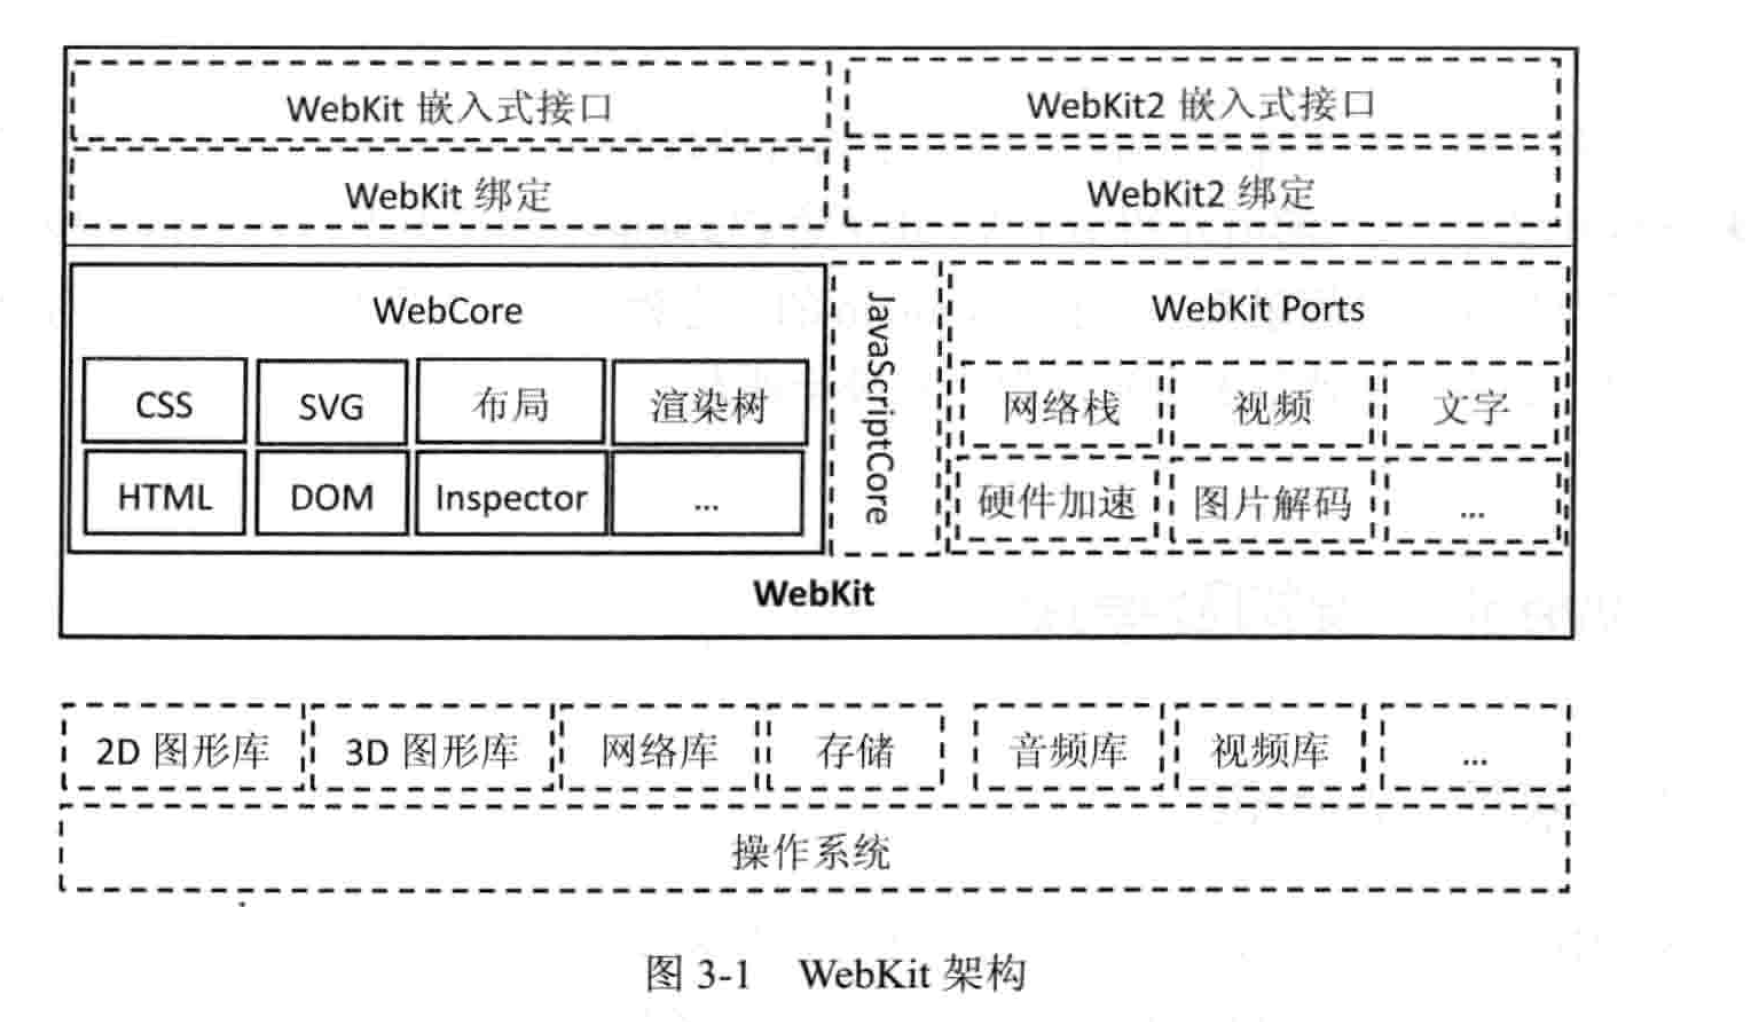 WebKit 嵌入式接口
WebKit2 嵌入式接口
WebKit 绑定
WebKit2 绑定
WebCore
CSS
SVG
布局
渲染树
HTML
DOM
Inspector
...
JavaScriptCore
WebKit Ports
网络栈
视频
文字
硬件加速
图片解码
...
WebKit
2D 图形库
3D 图形库
网络库
存储
音频库
视频库
...
操作系统
图 3-1 WebKit 架构